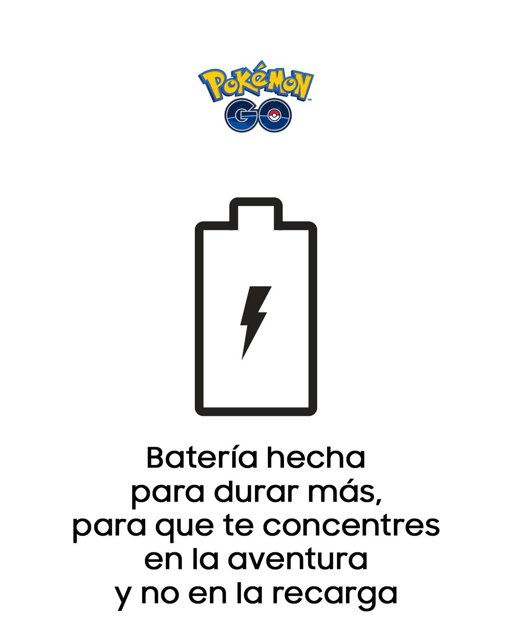 POKÉMON
GO
Batería hecha
para durar más,
para que te concentres
en la aventura
y no en la recarga